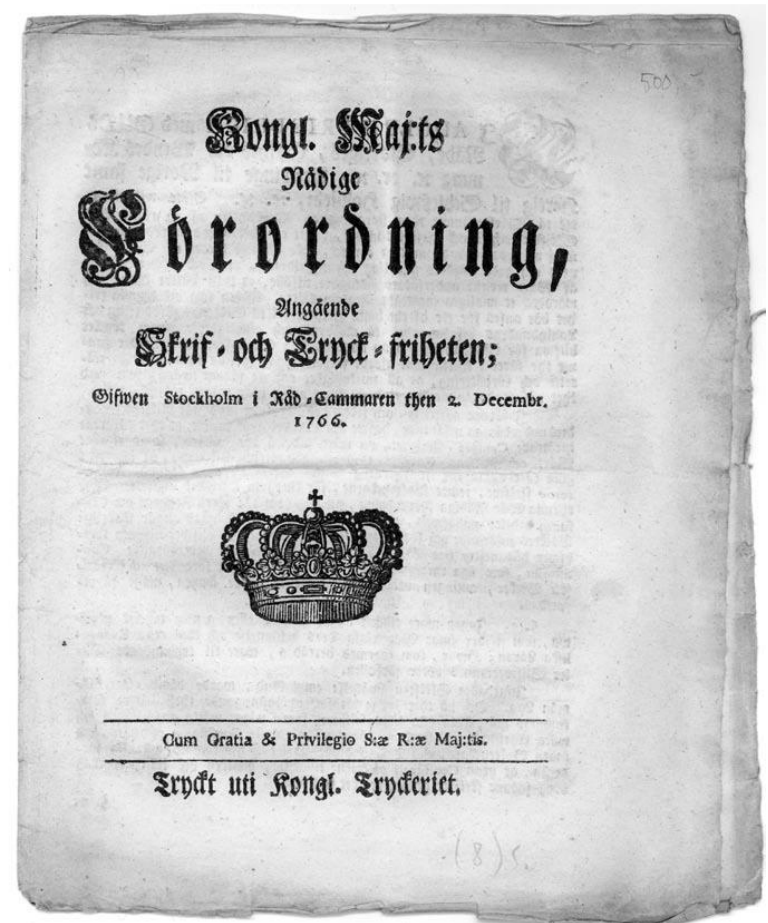 500
Kongl. Maj:ts
Nådige
Förordning,
Angående
Skrif- och Tryck-friheten;
Gifwen Stockholm i Råd-Cammaren then 2. Decembr.
1766.
Cum Gratia & Privilegio S:æ R:æ Maj:tis.
Tryckt uti Kongl. Tryckeriet.
(8) s.